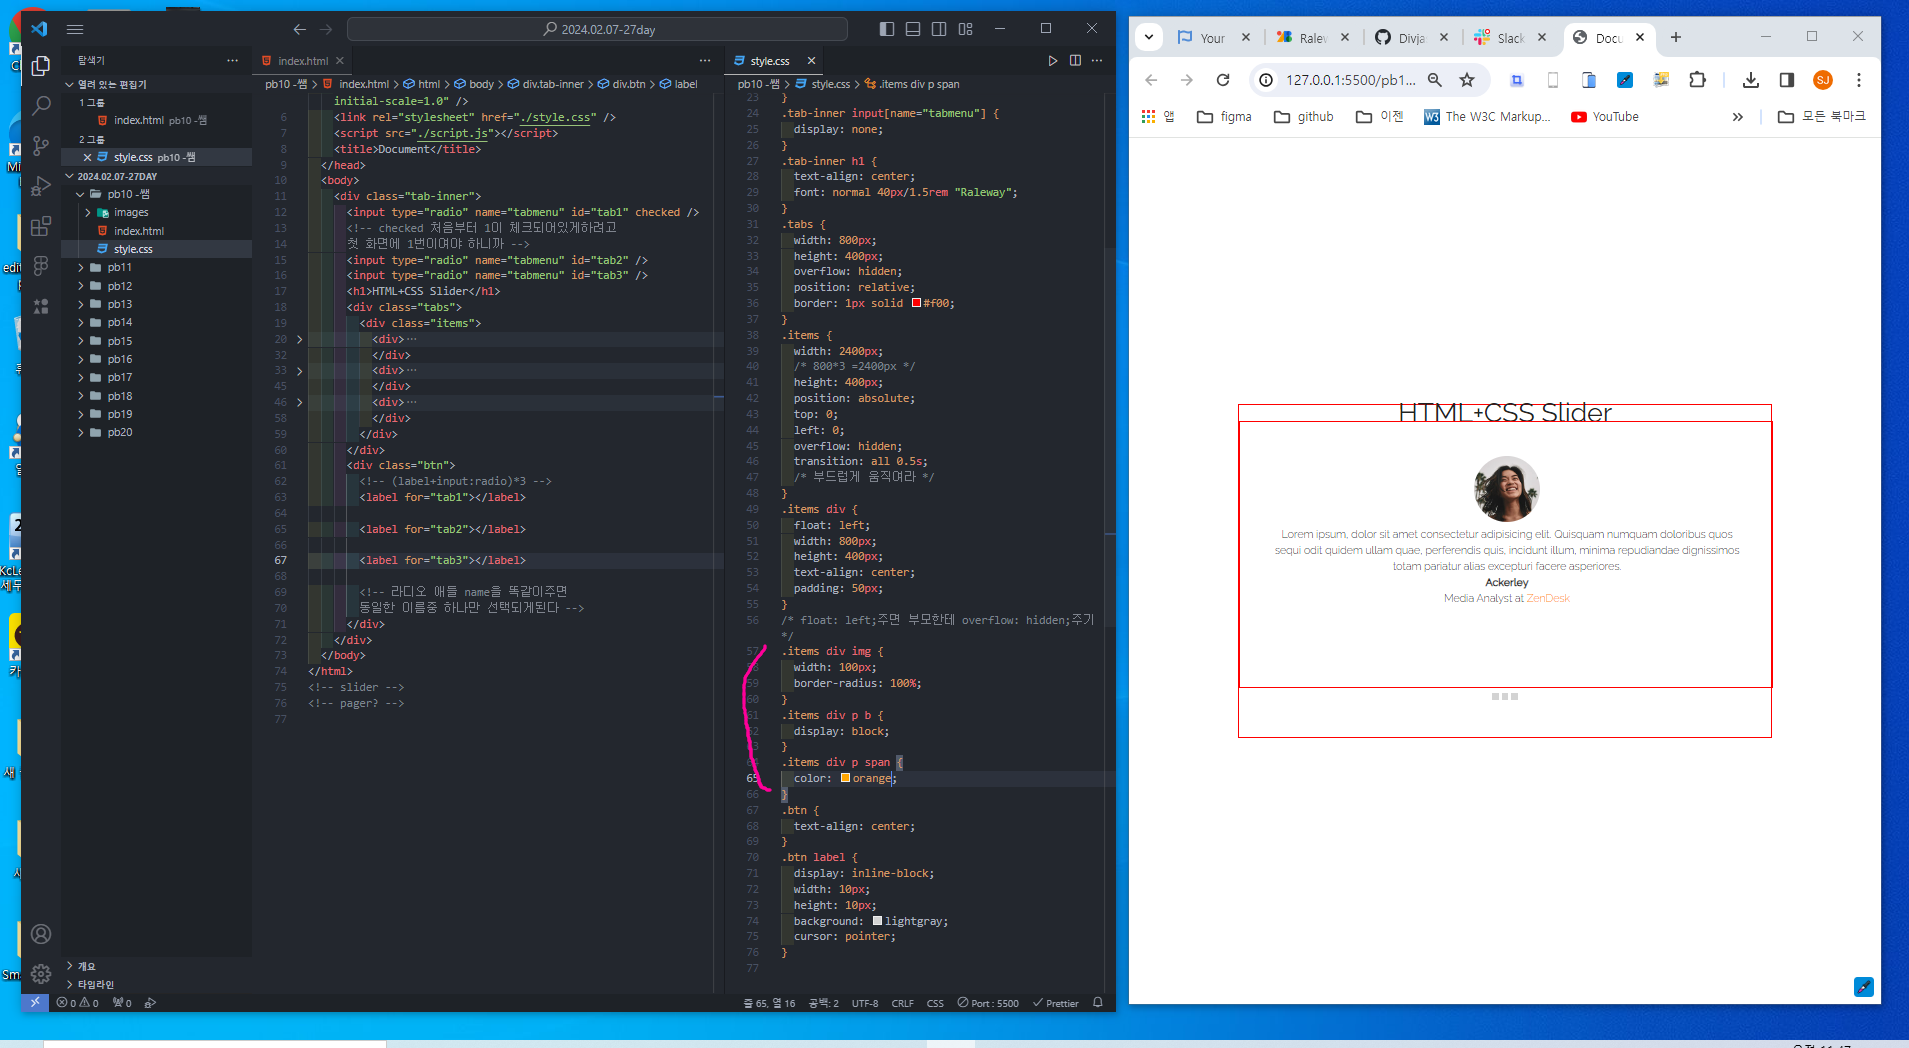 2024.02.07-27day
탐색기
열려 있는 편집기
1 그룹
index.html pb10 -쌤
2 그룹
style.css pb10 -쌤
2024.02.07-27DAY
pb10 -쌤
images
index.html
style.css
pb11
pb12
pb13
pb14
pb15
pb16
pb17
pb18
pb19
pb20
개요
타임라인
index.html
pb10 -쌤 > index.html > html > body > div.tab-inner > div.btn > label
initial-scale=1.0" />
6 <link rel="stylesheet" href="./style.css" />
7 <script src="./script.js"></script>
8 <title>Document</title>
9 </head>
10 <body>
11 <div class="tab-inner">
12 <input type="radio" name="tabmenu" id="tab1" checked />
13 <!-- checked 처음부터 1이 체크되어있게하려고
14 첫 화면에 1번이여야 하니까 -->
15 <input type="radio" name="tabmenu" id="tab2" />
16 <input type="radio" name="tabmenu" id="tab3" />
17 <h1>HTML+CSS Slider</h1>
18 <div class="tabs">
19 <div class="items">
20 <div>…
32 </div>
33 <div>…
45 </div>
46 <div>…
58 </div>
59 </div>
60 </div>
61 <div class="btn">
62 <!-- (label+input:radio)*3 -->
63 <label for="tab1"></label>
64
65 <label for="tab2"></label>
66
67 <label for="tab3"></label>
68
69 <!-- 라디오 애들 name을 똑같이주면
70 동일한 이름중 하나만 선택되게된다 -->
71 </div>
72 </div>
73 </body>
74 </html>
75 <!-- slider -->
76 <!-- pager? -->
77
style.css
pb10 -쌤 > style.css > .items div p span
23 }
24 .tab-inner input[name="tabmenu"] {
25 display: none;
26 }
27 .tab-inner h1 {
28 text-align: center;
29 font: normal 40px/1.5rem "Raleway";
30 }
31 .tabs {
32 width: 800px;
33 height: 400px;
34 overflow: hidden;
35 position: relative;
36 border: 1px solid #f00;
37 }
38 .items {
39 width: 2400px;
40 /* 800*3 =2400px */
41 height: 400px;
42 position: absolute;
43 top: 0;
44 left: 0;
45 overflow: hidden;
46 transition: all 0.5s;
47 /* 부드럽게 움직여라 */
48 }
49 .items div {
50 float: left;
51 width: 800px;
52 height: 400px;
53 text-align: center;
54 padding: 50px;
55 }
56 /* float: left;주면 부모한테 overflow: hidden;주기
*/
57 .items div img {
58 width: 100px;
59 border-radius: 100%;
60 }
61 .items div p b {
62 display: block;
63 }
64 .items div p span {
65 color: orange;
66 }
67 .btn {
68 text-align: center;
69 }
70 .btn label {
71 display: inline-block;
72 width: 10px;
73 height: 10px;
74 background: lightgray;
75 cursor: pointer;
76 }
77
0 0 0
줄 65, 열 16 공백: 2 UTF-8 CRLF CSS Port : 5500 Prettier
Your Ralew Divja Slack Docu
127.0.0.1:5500/pb1...
SJ
앱 figma github 이젠 The W3C Markup... YouTube » 모든 북마크
HTML+CSS Slider
Lorem ipsum, dolor sit amet consectetur adipisicing elit. Quisquam numquam doloribus quos
sequi odit quidem ullam quae, perferendis quis, incidunt illum, minima repudiandae dignissimos
totam pariatur alias excepturi facere asperiores.
Ackerley
Media Analyst at ZenDesk